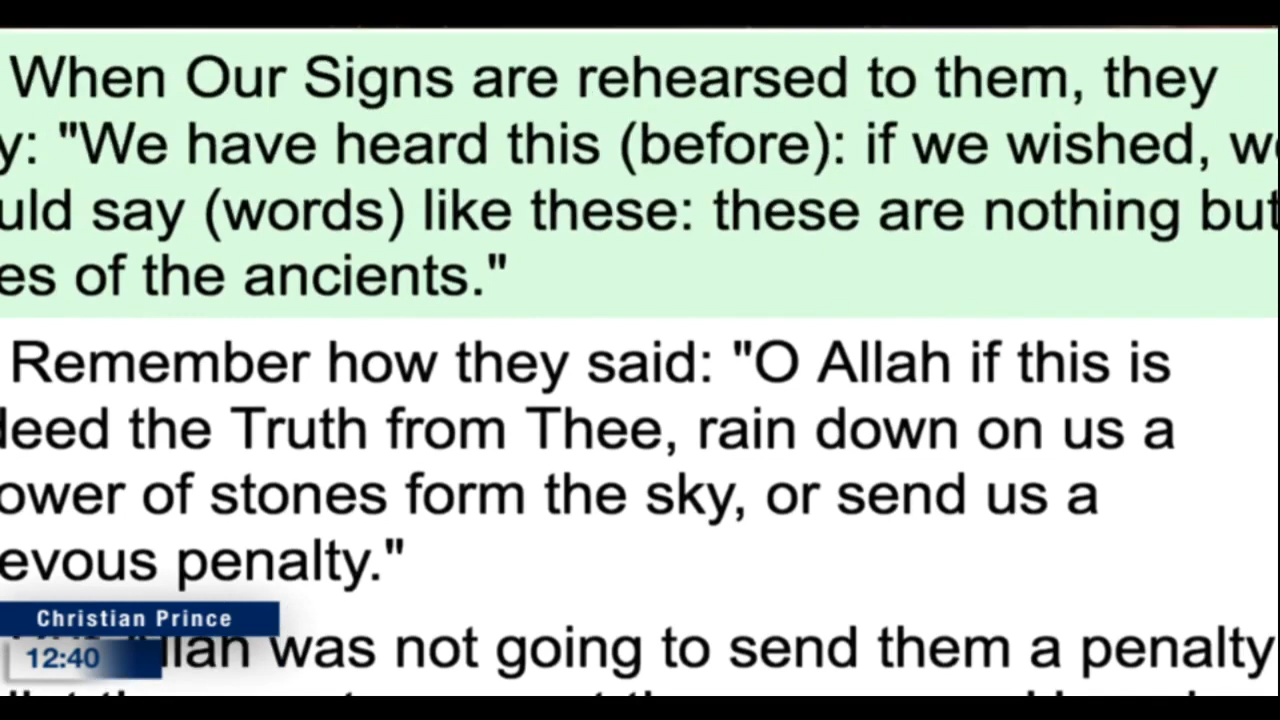 When Our Signs are rehearsed to them, they
y: "We have heard this (before): if we wished, we
uld say (words) like these: these are nothing but
es of the ancients."
Remember how they said: "O Allah if this is
deed the Truth from Thee, rain down on us a
ower of stones form the sky, or send us a
evous penalty."
Christian Prince
12:40
llah was not going to send them a penalty